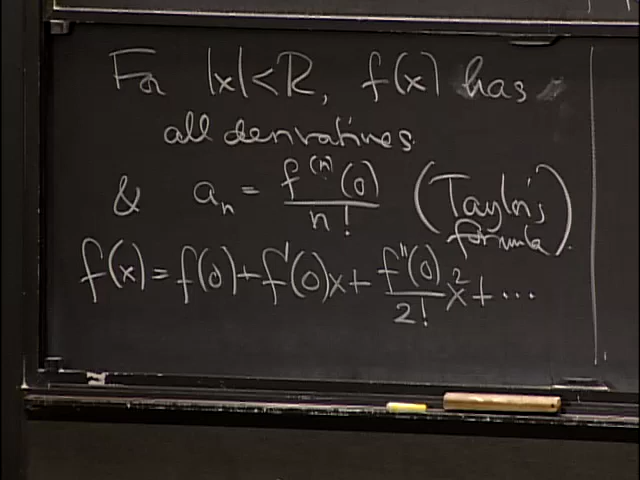 For |x| < R, f(x) has
all derivatives
& aₙ = f⁽ⁿ⁾(0) / n! (Taylor's formula).
f(x) = f(0) + f'(0)x + f''(0)/2! x² + ⋯